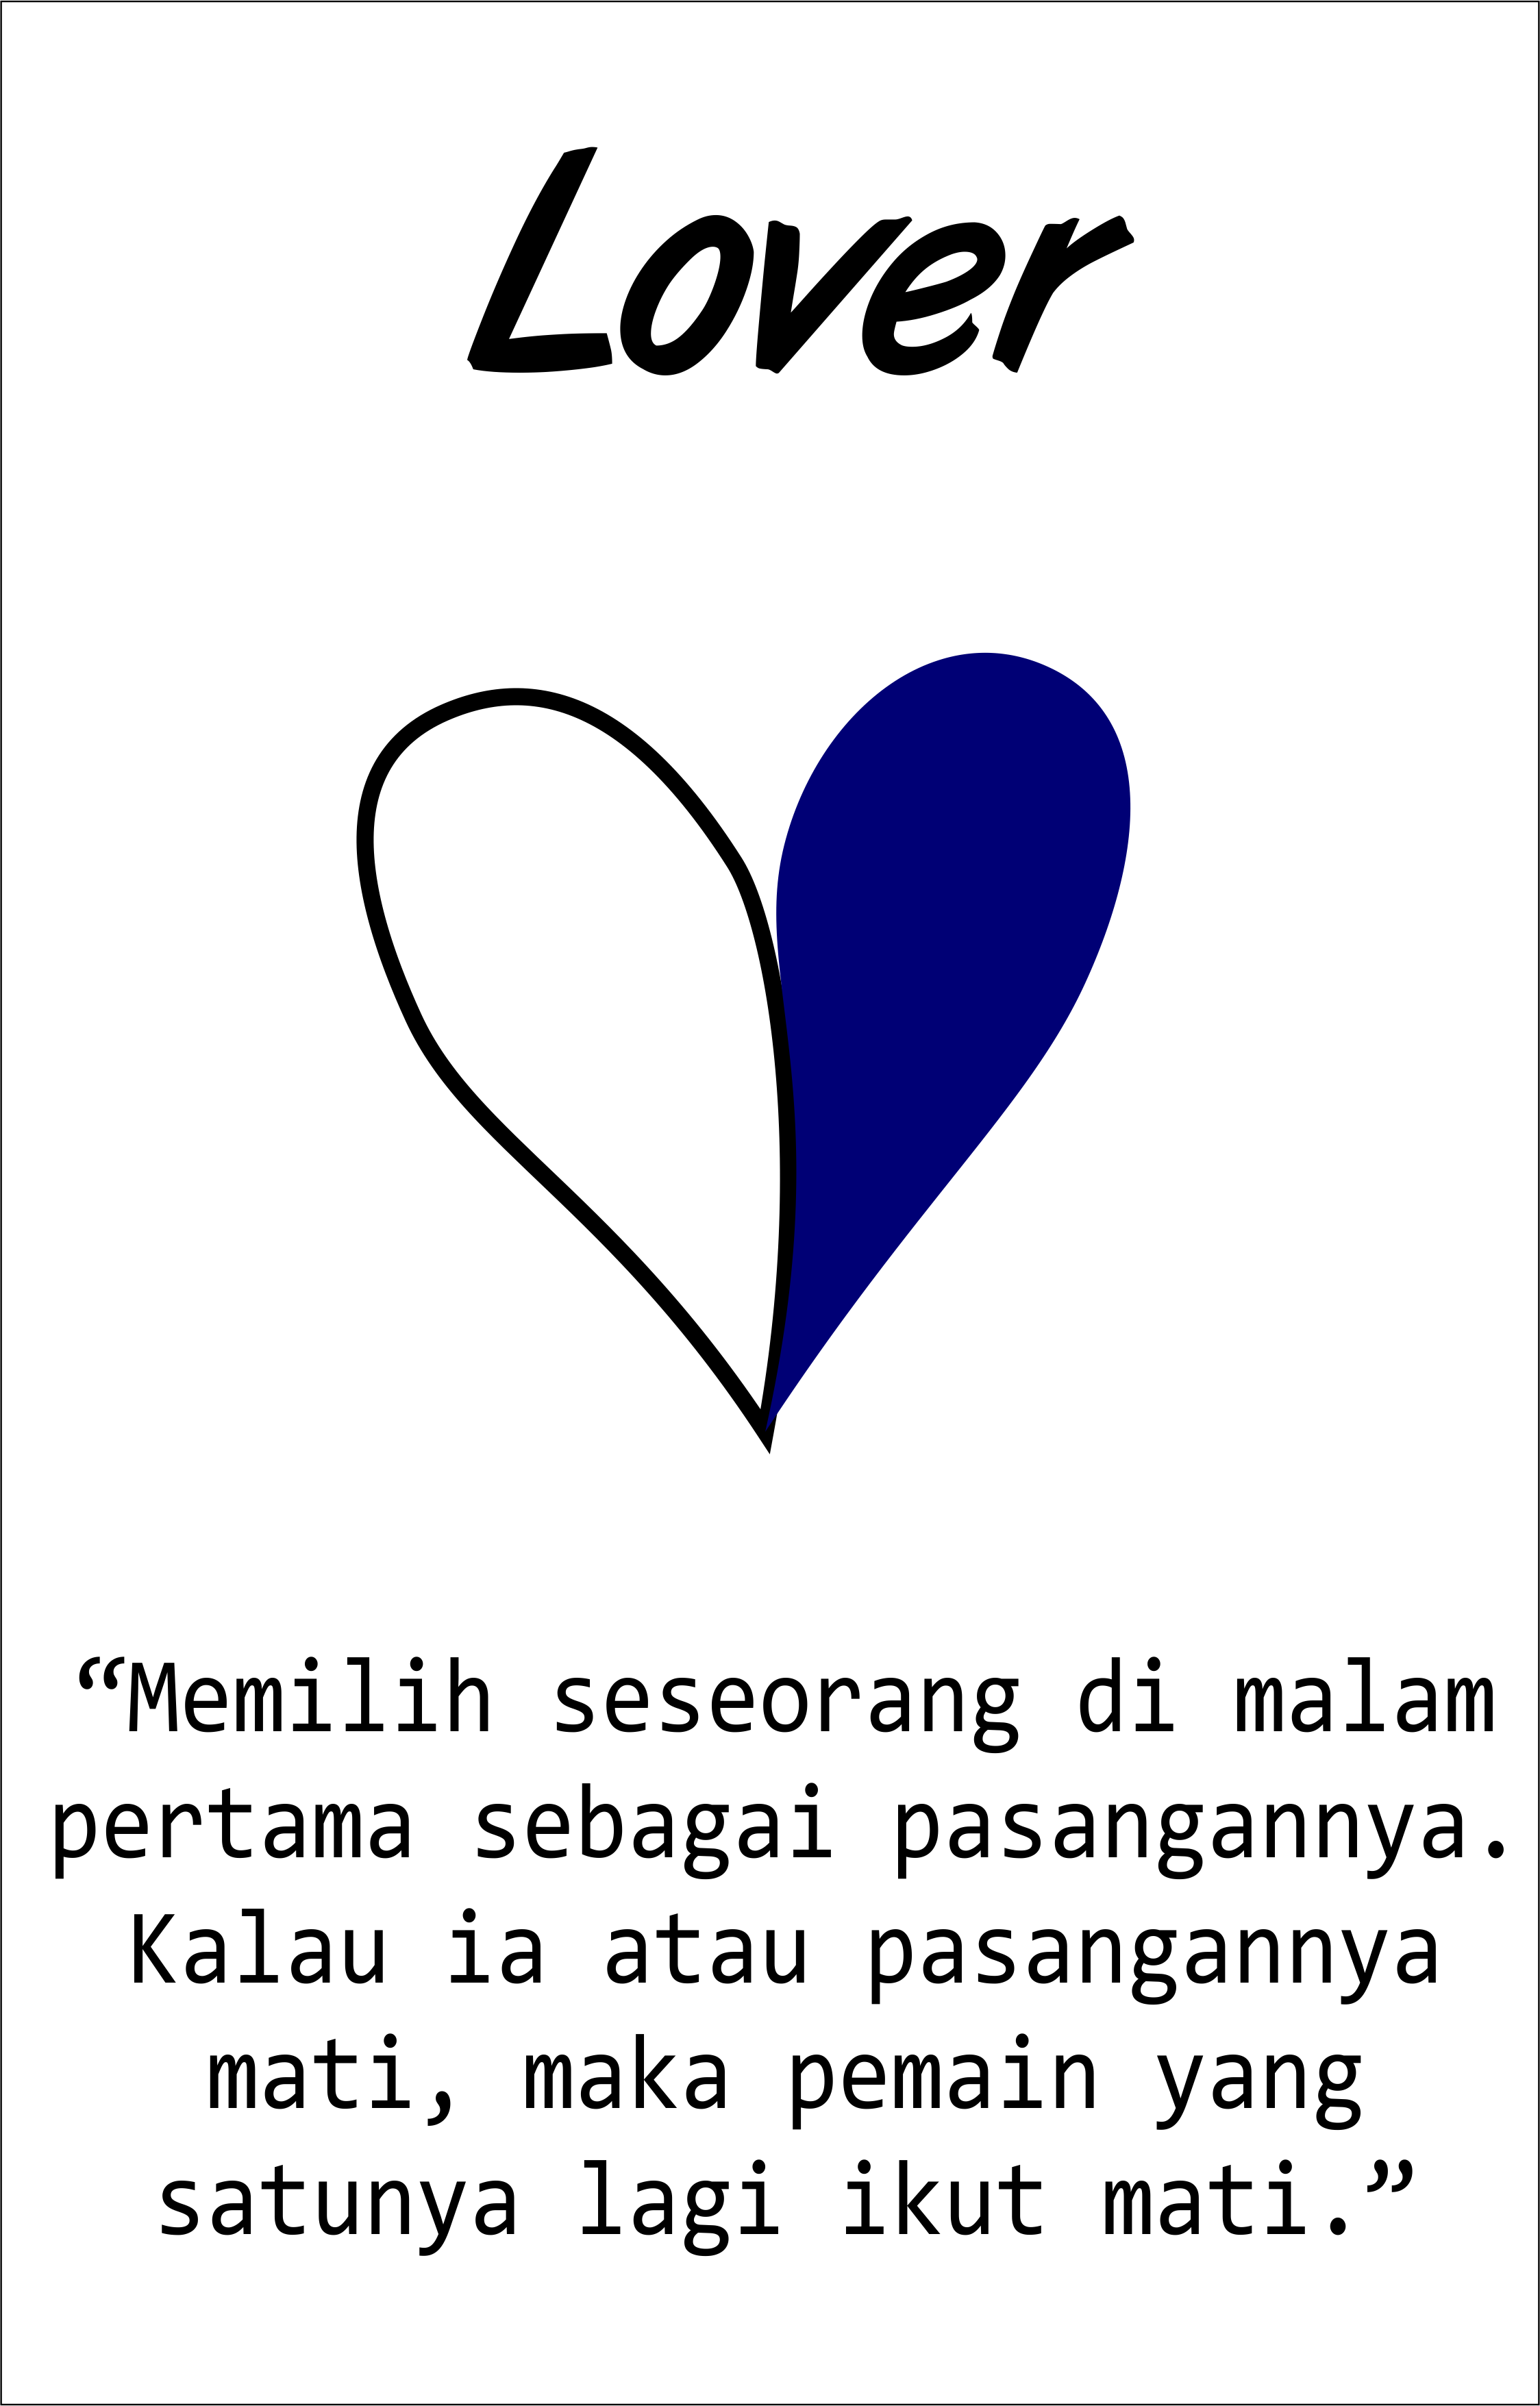 Lover
“Memilih seseorang di malam
pertama sebagai pasangannya.
Kalau ia atau pasangannya
mati, maka pemain yang
satunya lagi ikut mati.”